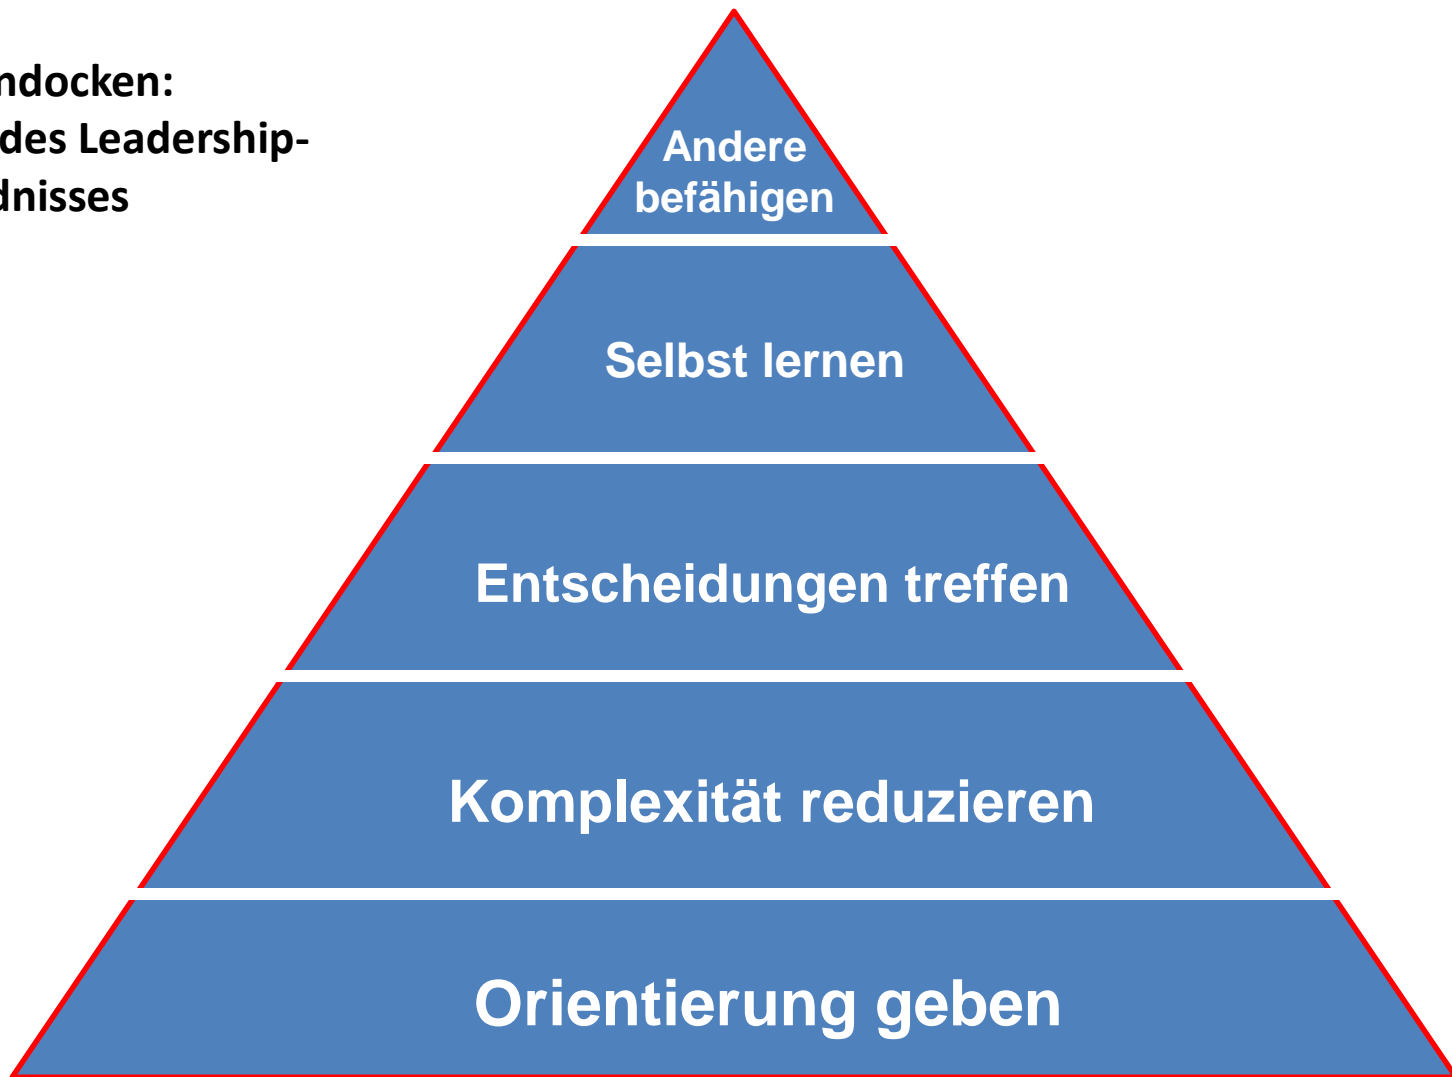 ndocken:
des Leadership-
dnisses
Andere
befähigen
Selbst lernen
Entscheidungen treffen
Komplexität reduzieren
Orientierung geben